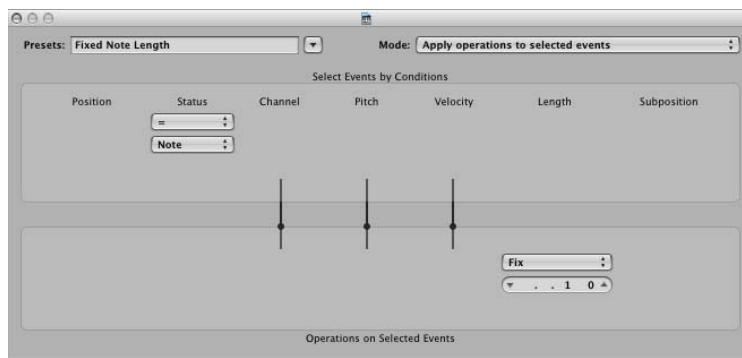 Presets: Fixed Note Length Mode: Apply operations to selected events
Select Events by Conditions
Position Status Channel Pitch Velocity Length Subposition
=
Note
Fix
. . 1 0
Operations on Selected Events